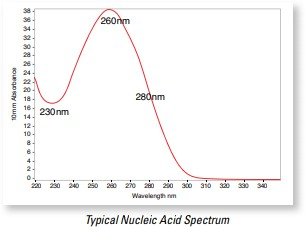 38
36
34
32
30
28
26
24
22
20
18
16
14
12
10
8
6
4
2
0
10mm Absorbance
260nm
280nm
230nm
220 230 240 250 260 270 280 290 300 310 320 330 340
Wavelength nm
Typical Nucleic Acid Spectrum